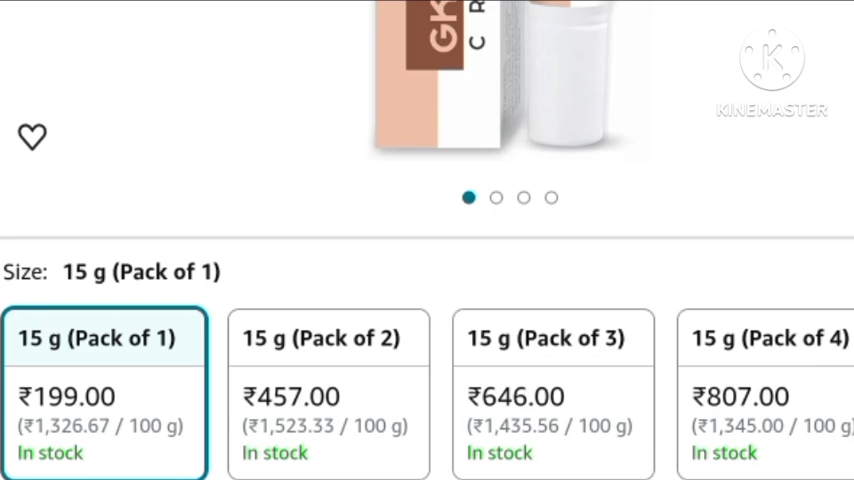 GK
C R
KINEMASTER
Size: 15 g (Pack of 1)
15 g (Pack of 1) 15 g (Pack of 2) 15 g (Pack of 3) 15 g (Pack of 4)
₹199.00 ₹457.00 ₹646.00 ₹807.00
(₹1,326.67 / 100 g) (₹1,523.33 / 100 g) (₹1,435.56 / 100 g) (₹1,345.00 / 100 g)
In stock In stock In stock In stock